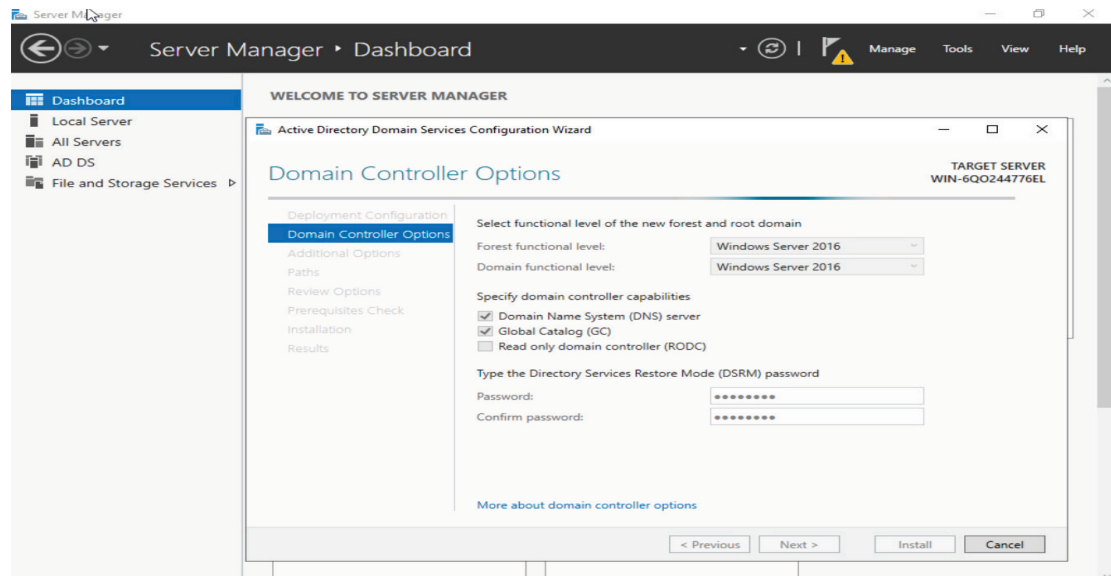 Server Manager
Server Manager ‣ Dashboard
Manage Tools View Help
Dashboard
Local Server
All Servers
AD DS
File and Storage Services
WELCOME TO SERVER MANAGER
Active Directory Domain Services Configuration Wizard
Domain Controller Options
TARGET SERVER
WIN-6QO244776EL
Deployment Configuration
Domain Controller Options
Additional Options
Paths
Review Options
Prerequisites Check
Installation
Results
Select functional level of the new forest and root domain
Forest functional level: Windows Server 2016
Domain functional level: Windows Server 2016
Specify domain controller capabilities
Domain Name System (DNS) server
Global Catalog (GC)
Read only domain controller (RODC)
Type the Directory Services Restore Mode (DSRM) password
Password: ••••••••
Confirm password: ••••••••
More about domain controller options
< Previous Next > Install Cancel